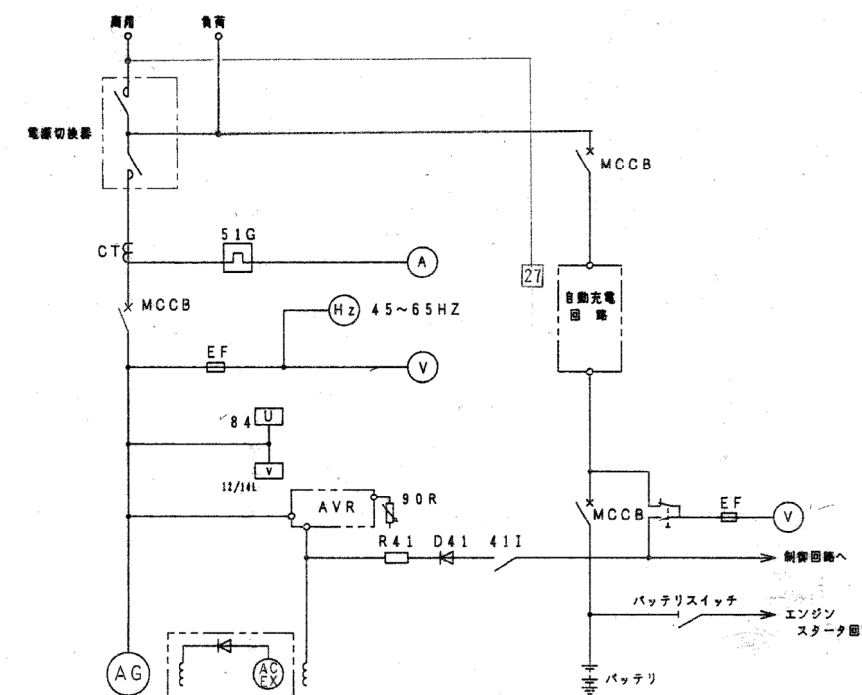 商用
負荷
電源切換器
MCCB
CT
51G
A
27
自動充電
回 路
MCCB
Hz
45~65HZ
EF
V
84
U
V
12/14L
AVR
90R
MCCB
EF
V
R41
D41
41I
制御回路へ
バッテリスイッチ
エンジン
スタータ回
AG
AC
EX
バッテリ